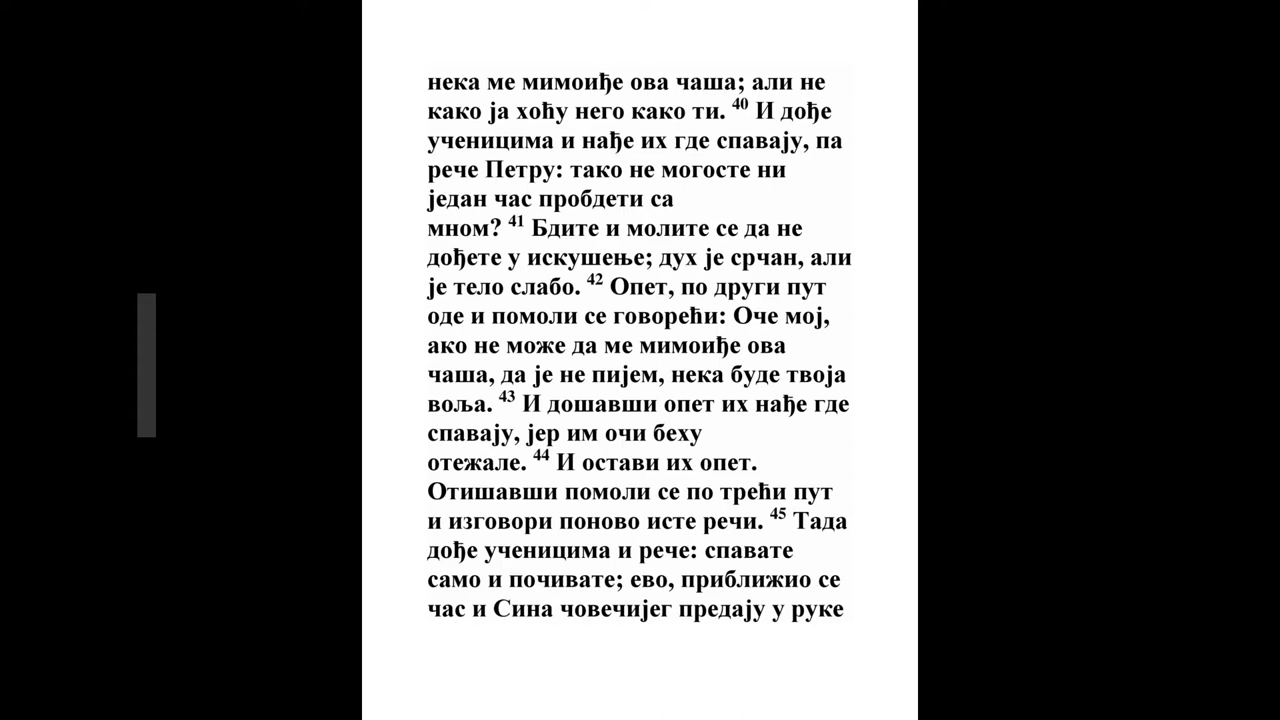 нека ме мимоиђе ова чаша; али не
како ја хоћу него како ти. 40 И дође
ученицима и нађе их где спавају, па
рече Петру: тако не могосте ни
један час пробдети са
мном? 41 Бдите и молите се да не
дођете у искушење; дух је срчан, али
је тело слабо. 42 Опет, по други пут
оде и помоли се говорећи: Оче мој,
ако не може да ме мимоиђе ова
чаша, да је не пијем, нека буде твоја
воља. 43 И дошавши опет их нађе где
спавају, јер им очи беху
отежале. 44 И остави их опет.
Отишавши помоли се по трећи пут
и изговори поново исте речи. 45 Тада
дође ученицима и рече: спавате
само и почивате; ево, приближио се
час и Сина човечијег предају у руке